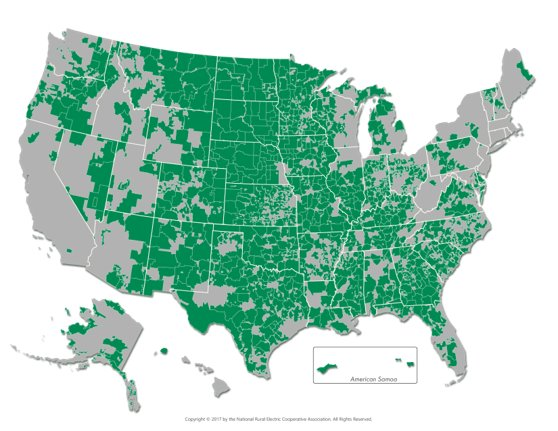 American Samoa
Copyright © 2017 by the National Rural Electric Cooperative Association. All Rights Reserved.